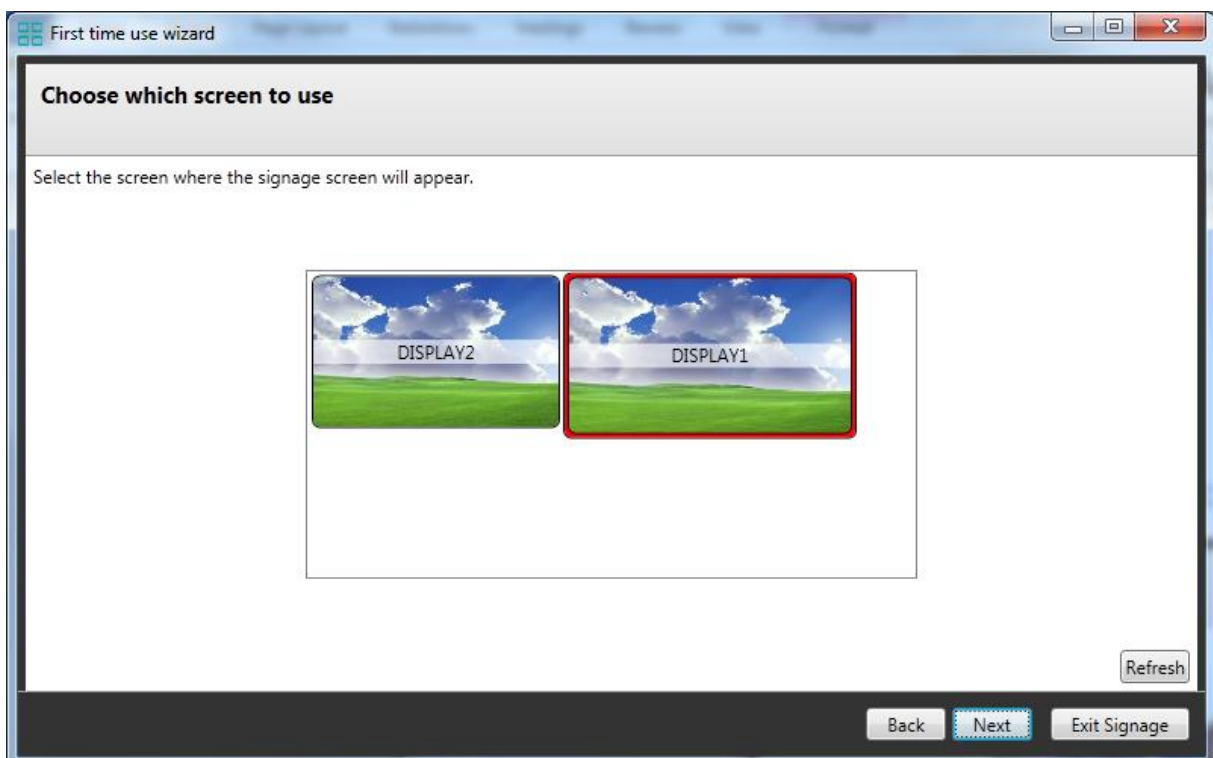 First time use wizard
X
Choose which screen to use
Select the screen where the signage screen will appear.
DISPLAY2 DISPLAY1
Refresh
Back Next Exit Signage